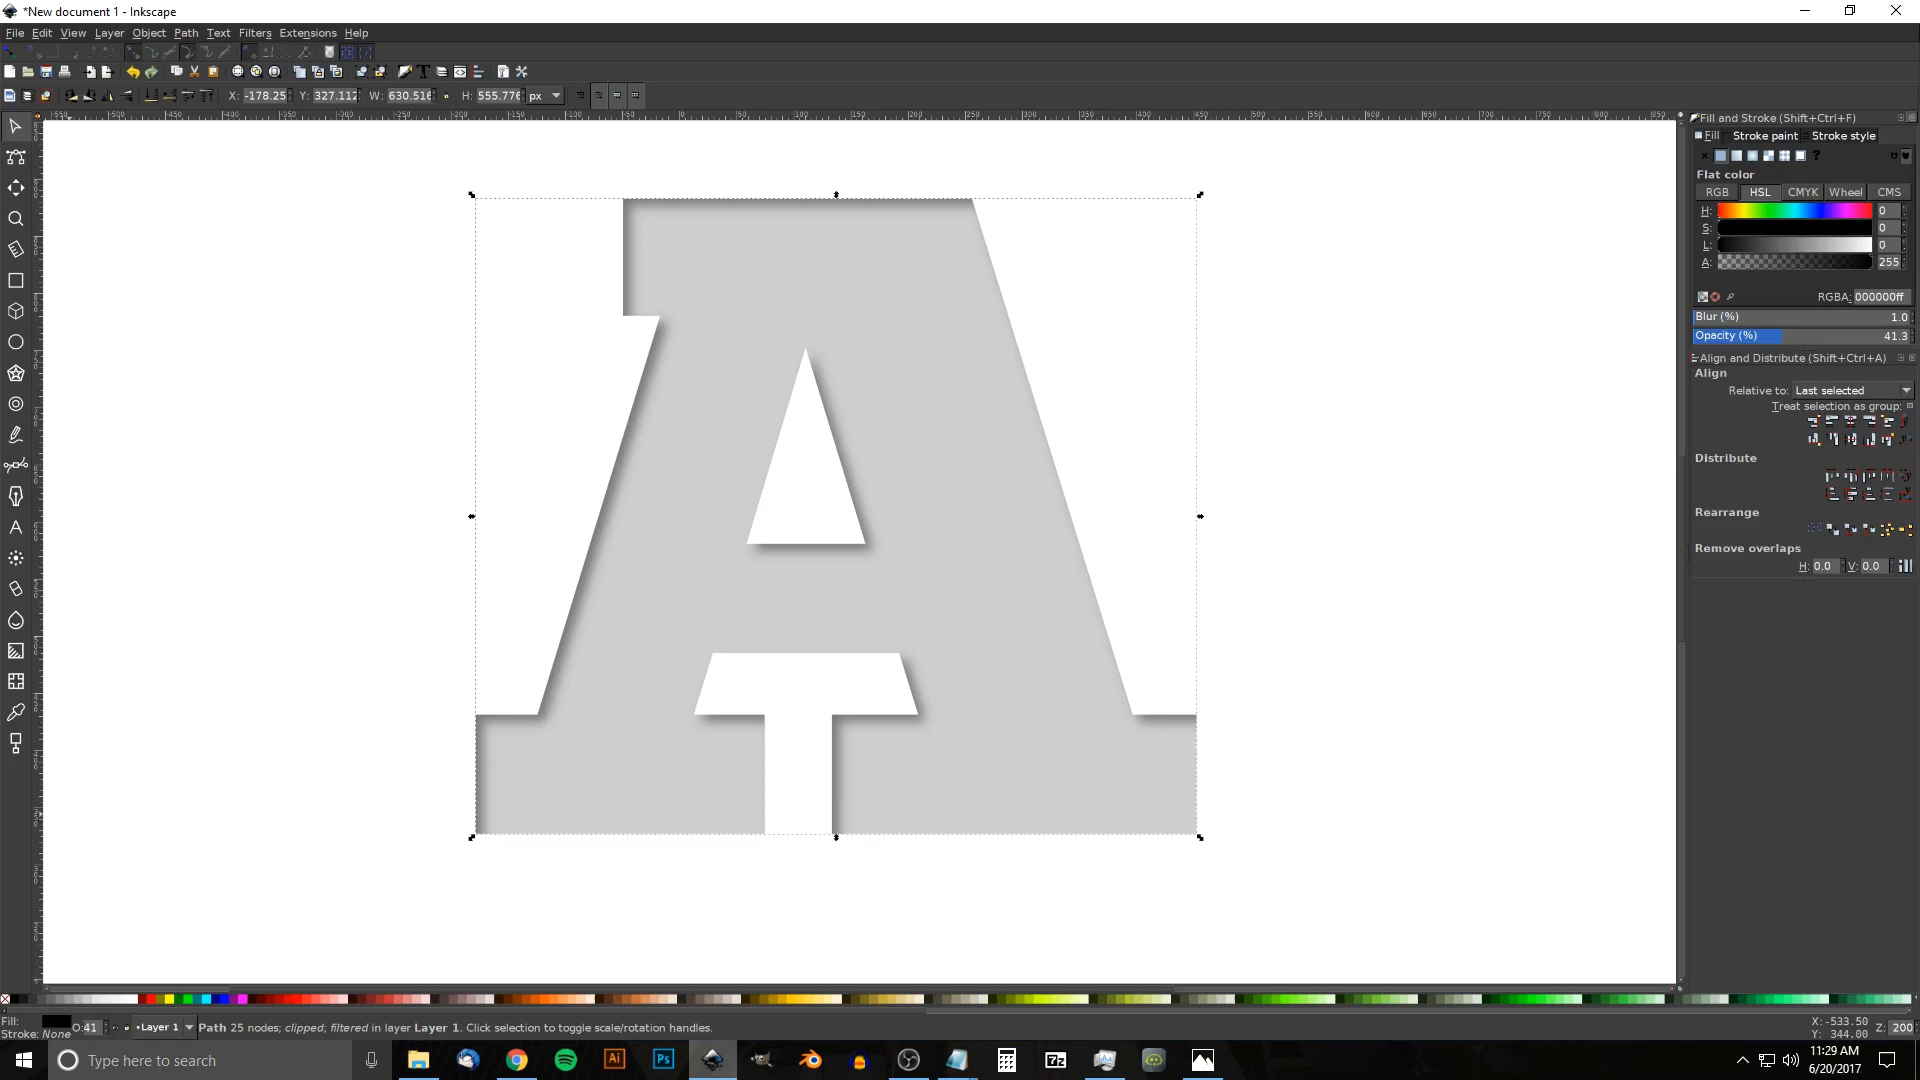 *New document 1 - Inkscape
File Edit View Layer Object Path Text Filters Extensions Help
X: -178.25 Y: 327.112 W: 630.516 H: 555.776 px
Fill and Stroke (Shift+Ctrl+F)
Fill Stroke paint Stroke style
Flat color
RGB HSL CMYK Wheel CMS
H: 0
S: 0
L: 0
A: 255
RGBA: 000000ff
Blur (%) 1.0
Opacity (%) 41.3
Align and Distribute (Shift+Ctrl+A)
Align
Relative to: Last selected
Treat selection as group:
Distribute
Rearrange
Remove overlaps
H: 0.0 V: 0.0
A
Fill: O: 41 Layer 1 Path 25 nodes; clipped; filtered in layer Layer 1. Click selection to toggle scale/rotation handles.
Stroke: None
X: -533.50
Y: 344.00
Z: 200
Type here to search
Ai
Ps
7z
11:29 AM
6/20/2017